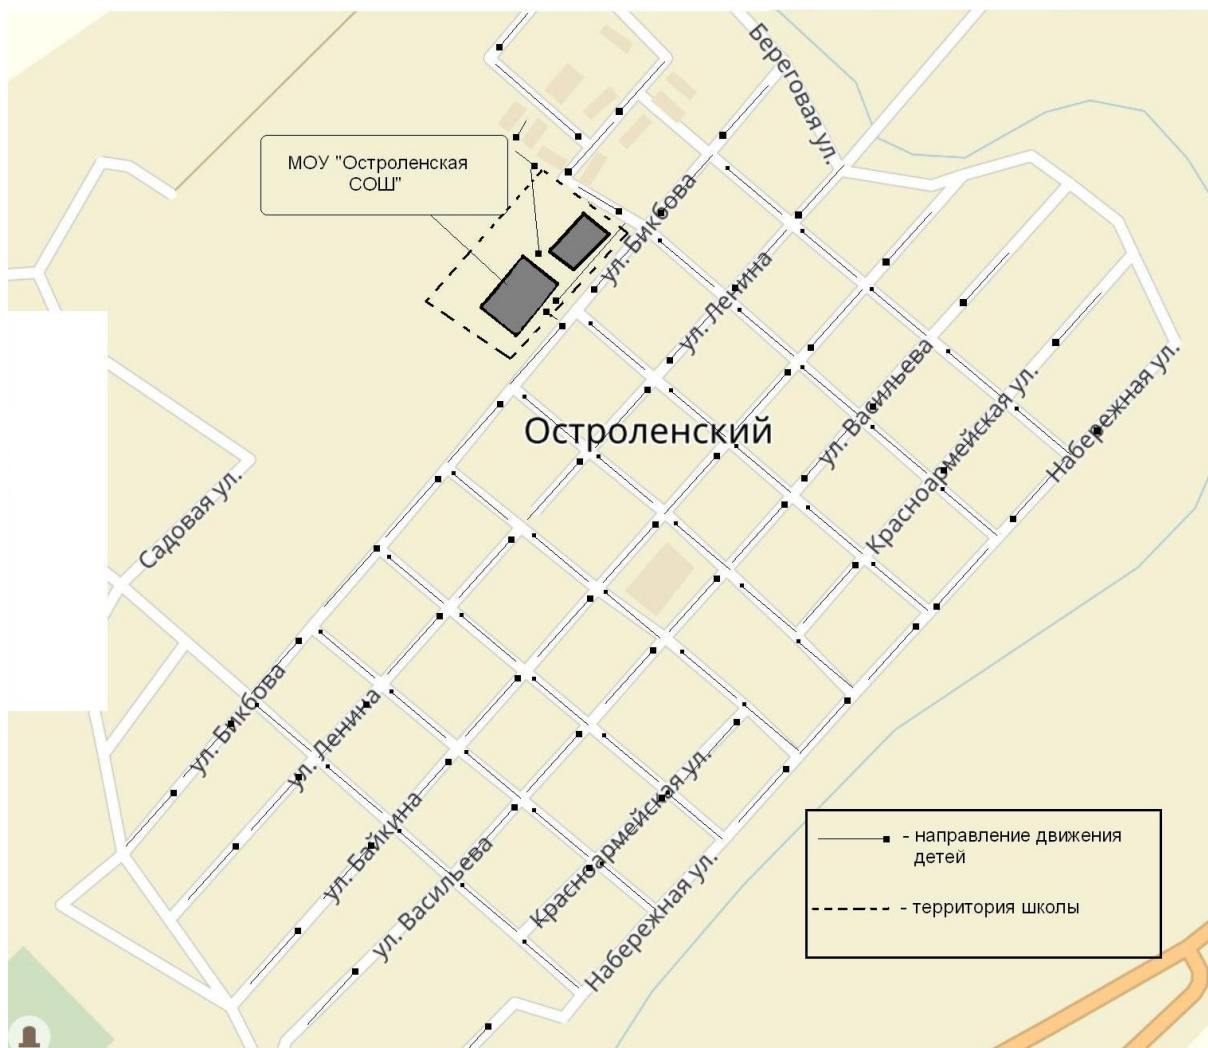 Береговая ул.
МОУ "Остроленская
СОШ"
ул. Бикбова
ул. Ленина
Остроленский
ул. Васильева
Красноармейская ул.
Набережная ул.
Садовая ул.
ул. Бикбова
ул. Ленина
ул. Байкина
ул. Васильева
Красноармейская ул.
Набережная ул.
- направление движения
детей
- территория школы